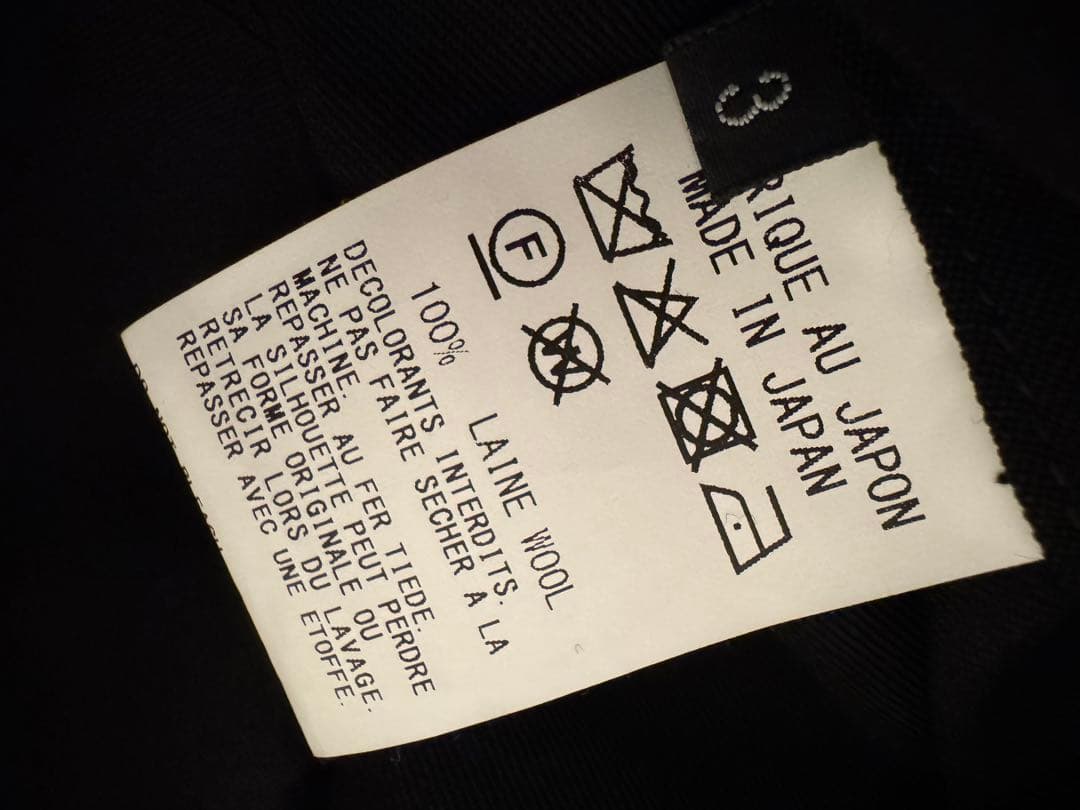 3
RIQUE AU JAPON
MADE IN JAPAN
F
W
100% LAINE WOOL
DECOLORANTS INTERDITS.
NE PAS FAIRE SECHER A LA
MACHINE.
REPASSER AU FER TIEDE.
LA SILHOUETTE PEUT PERDRE
SA FORME ORIGINALE OU
RETRECIR LORS DU LAVAGE.
REPASSER AVEC UNE ETOFFE.